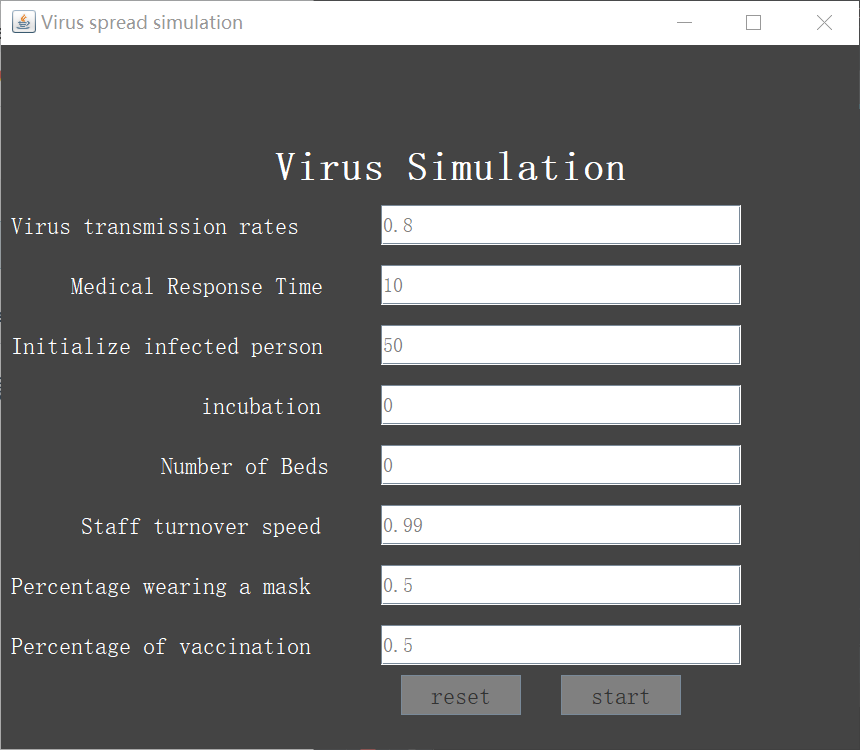 Virus spread simulation
Virus Simulation
Virus transmission rates 0.8
Medical Response Time 10
Initialize infected person 50
incubation 0
Number of Beds 0
Staff turnover speed 0.99
Percentage wearing a mask 0.5
Percentage of vaccination 0.5
reset start